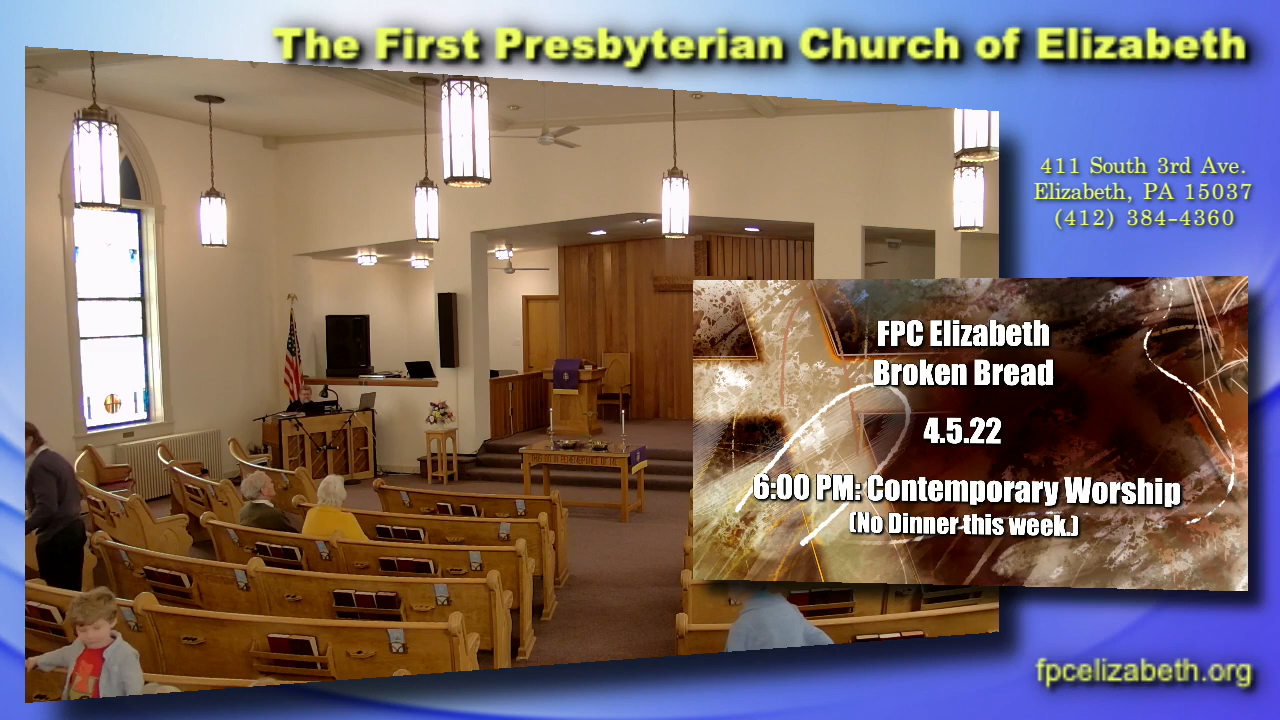 The First Presbyterian Church of Elizabeth
411 South 3rd Ave.
Elizabeth, PA 15037
(412) 384-4360
FPC Elizabeth
Broken Bread
4.5.22
6:00 PM: Contemporary Worship
(No Dinner this week.)
fpcelizabeth.org